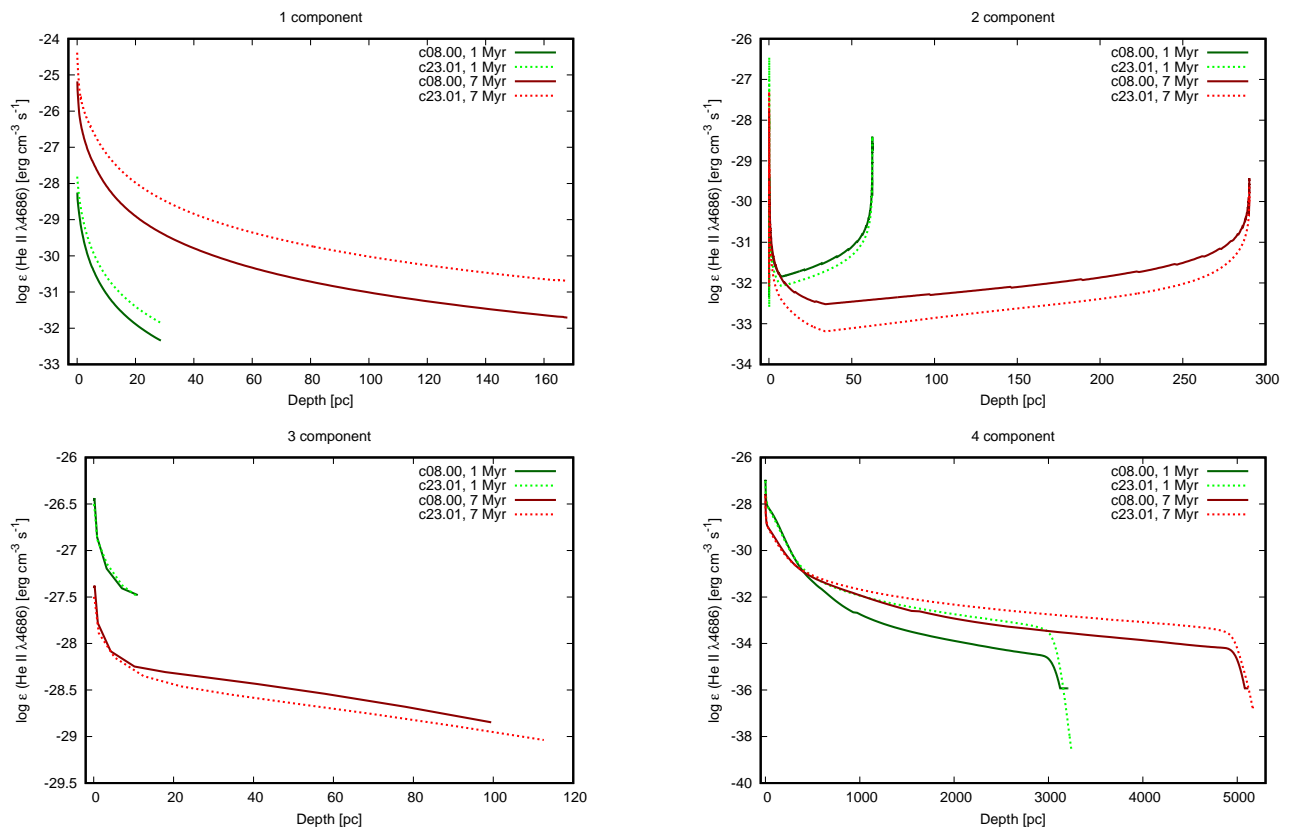 1 component
log ε (He II λ4686) [erg cm-3 s-1]
-24
-25
-26
-27
-28
-29
-30
-31
-32
-33
c08.00, 1 Myr
c23.01, 1 Myr
c08.00, 7 Myr
c23.01, 7 Myr
0 20 40 60 80 100 120 140 160
Depth [pc]
2 component
log ε (He II λ4686) [erg cm-3 s-1]
-26
-27
-28
-29
-30
-31
-32
-33
-34
c08.00, 1 Myr
c23.01, 1 Myr
c08.00, 7 Myr
c23.01, 7 Myr
0 50 100 150 200 250 300
Depth [pc]
3 component
log ε (He II λ4686) [erg cm-3 s-1]
-26
-26.5
-27
-27.5
-28
-28.5
-29
-29.5
c08.00, 1 Myr
c23.01, 1 Myr
c08.00, 7 Myr
c23.01, 7 Myr
0 20 40 60 80 100 120
Depth [pc]
4 component
log ε (He II λ4686) [erg cm-3 s-1]
-26
-28
-30
-32
-34
-36
-38
-40
c08.00, 1 Myr
c23.01, 1 Myr
c08.00, 7 Myr
c23.01, 7 Myr
0 1000 2000 3000 4000 5000
Depth [pc]